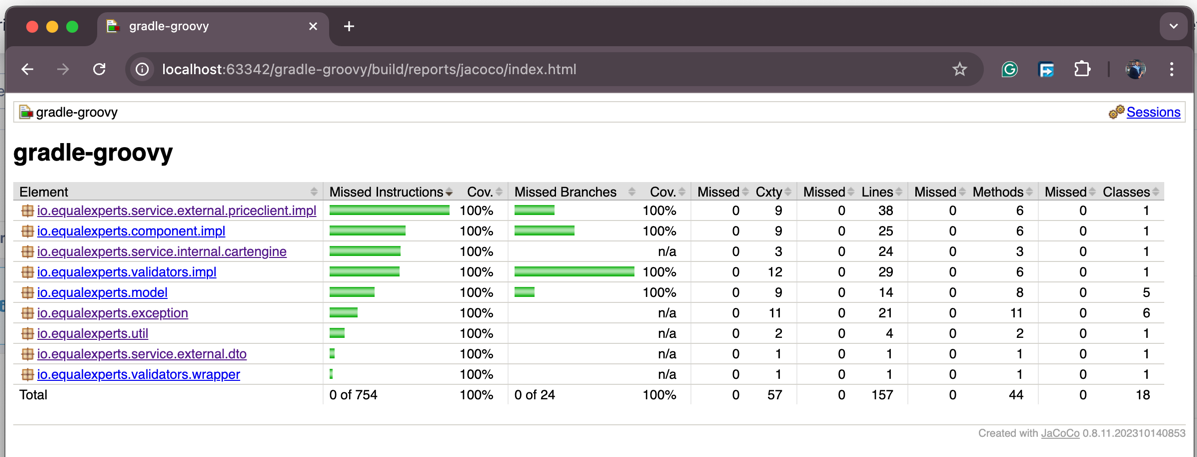 gradle-groovy
localhost:63342/gradle-groovy/build/reports/jacoco/index.html
gradle-groovy Sessions
gradle-groovy
Element Missed Instructions Cov. Missed Branches Cov. Missed Cxty Missed Lines Missed Methods Missed Classes
io.equalexperts.service.external.priceclient.impl 100% 100% 0 9 0 38 0 6 0 1
io.equalexperts.component.impl 100% 100% 0 9 0 25 0 6 0 1
io.equalexperts.service.internal.cartengine 100% n/a 0 3 0 24 0 3 0 1
io.equalexperts.validators.impl 100% 100% 0 12 0 29 0 6 0 1
io.equalexperts.model 100% 100% 0 9 0 14 0 8 0 5
io.equalexperts.exception 100% n/a 0 11 0 21 0 11 0 6
io.equalexperts.util 100% n/a 0 2 0 4 0 2 0 1
io.equalexperts.service.external.dto 100% n/a 0 1 0 1 0 1 0 1
io.equalexperts.validators.wrapper 100% n/a 0 1 0 1 0 1 0 1
Total 0 of 754 100% 0 of 24 100% 0 57 0 157 0 44 0 18
Created with JaCoCo 0.8.11.202310140853